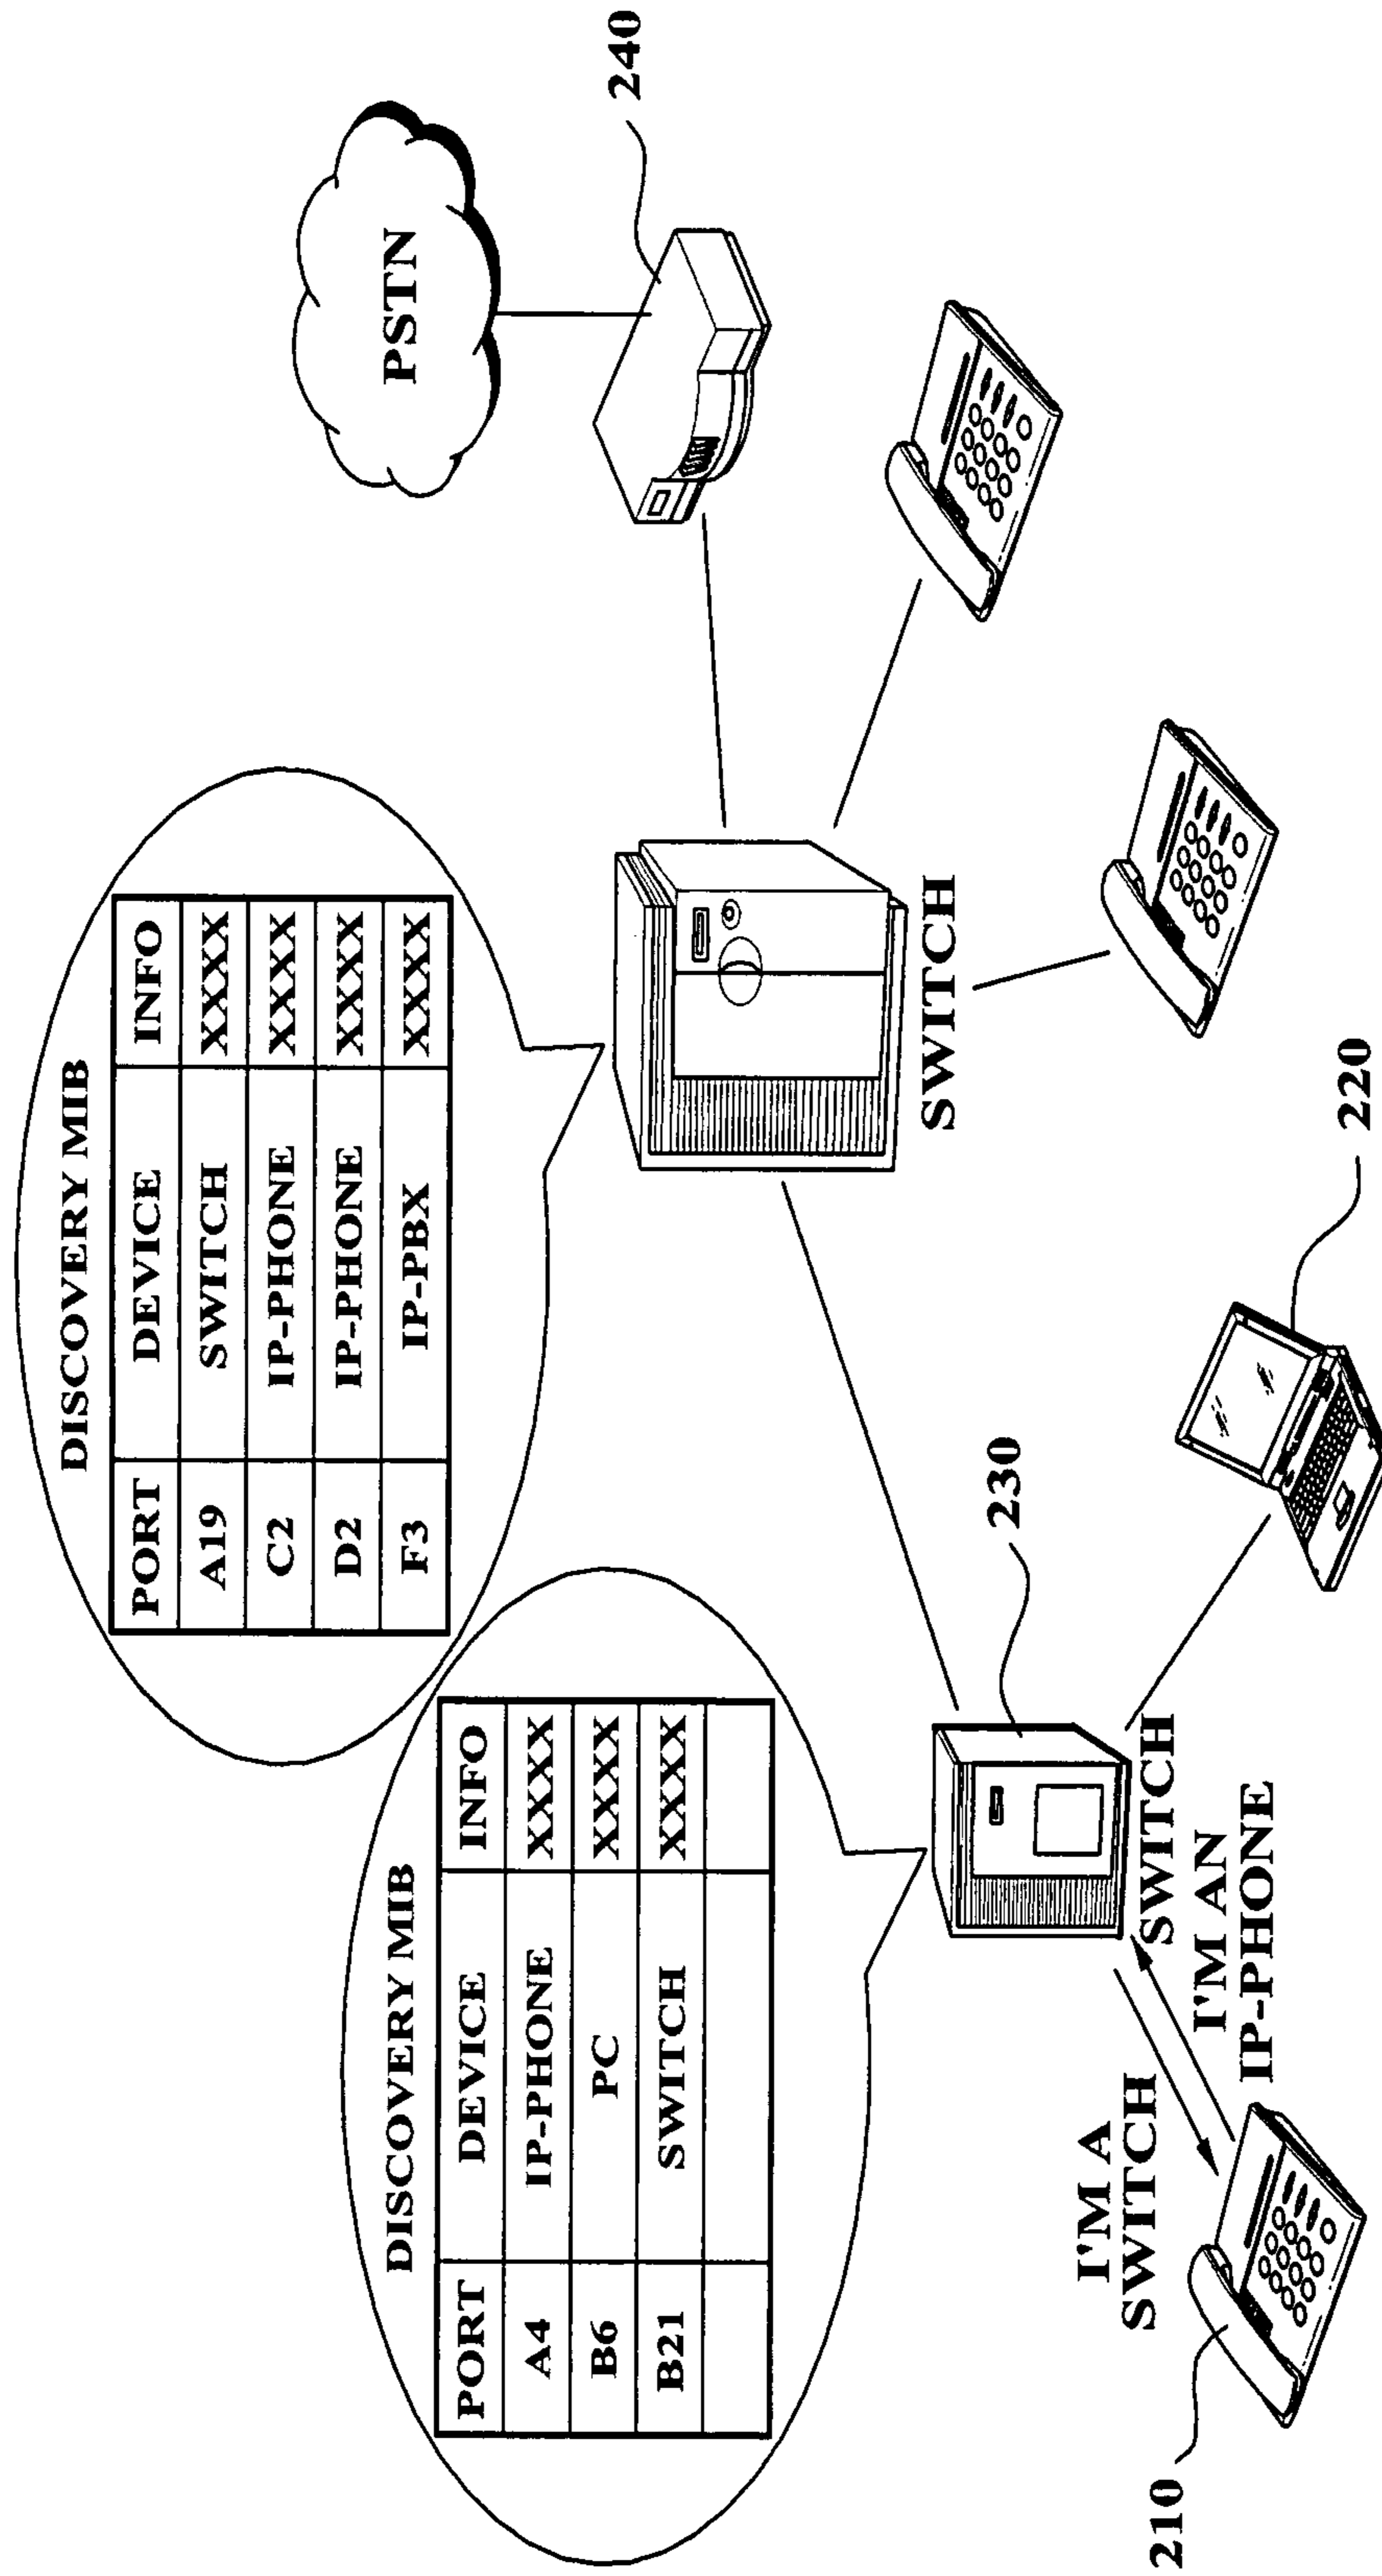 DISCOVERY MIB
PORT DEVICE INFO
A19 SWITCH XXXX
C2 IP-PHONE XXXX
D2 IP-PHONE XXXX
F3 IP-PBX XXXX
DISCOVERY MIB
PORT DEVICE INFO
A4 IP-PHONE XXXX
B6 PC XXXX
B21 SWITCH XXXX
PSTN
240
SWITCH
230
SWITCH
I'M A
SWITCH
I'M AN
IP-PHONE
210
220